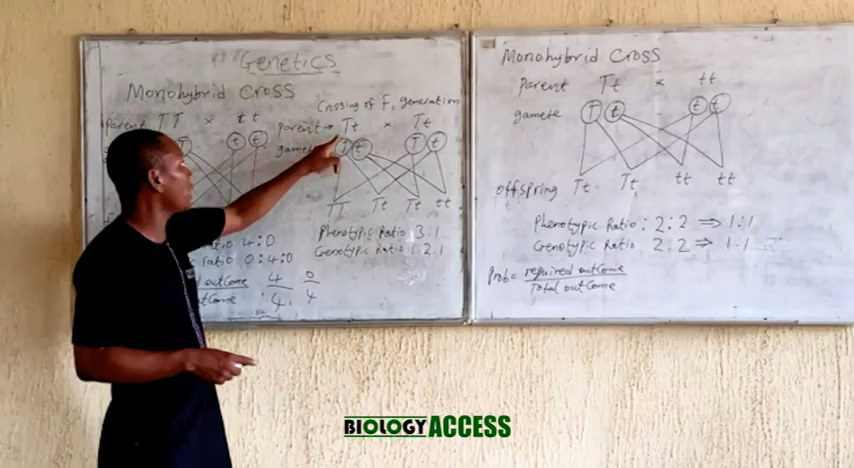 Genetics
Monohybrid Cross
Parent TT × tt
T t t
ratio 4:0
ratio 0:4:0
outcome 4 0
outcome 4. 4
Crossing of F1 generation
Parent → Tt × Tt
gamete T t T t
TT Tt Tt tt
Phenotypic Ratio 3:1
Genotypic Ratio 1:2:1
Monohybrid Cross
Parent Tt × tt
gamete T t t t
offspring Tt Tt tt tt
Phenotypic Ratio : 2:2 ⇒ 1:1
Genotypic Ratio 2:2 ⇒ 1:1
Prob = required outcome
Total outcome
BIOLOGY ACCESS